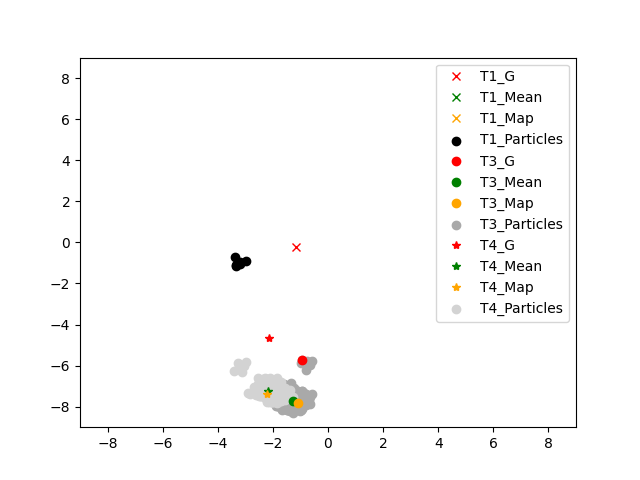 8
6
4
2
0
−2
−4
−6
−8
−8 −6 −4 −2 0 2 4 6 8
T1_G
T1_Mean
T1_Map
T1_Particles
T3_G
T3_Mean
T3_Map
T3_Particles
T4_G
T4_Mean
T4_Map
T4_Particles